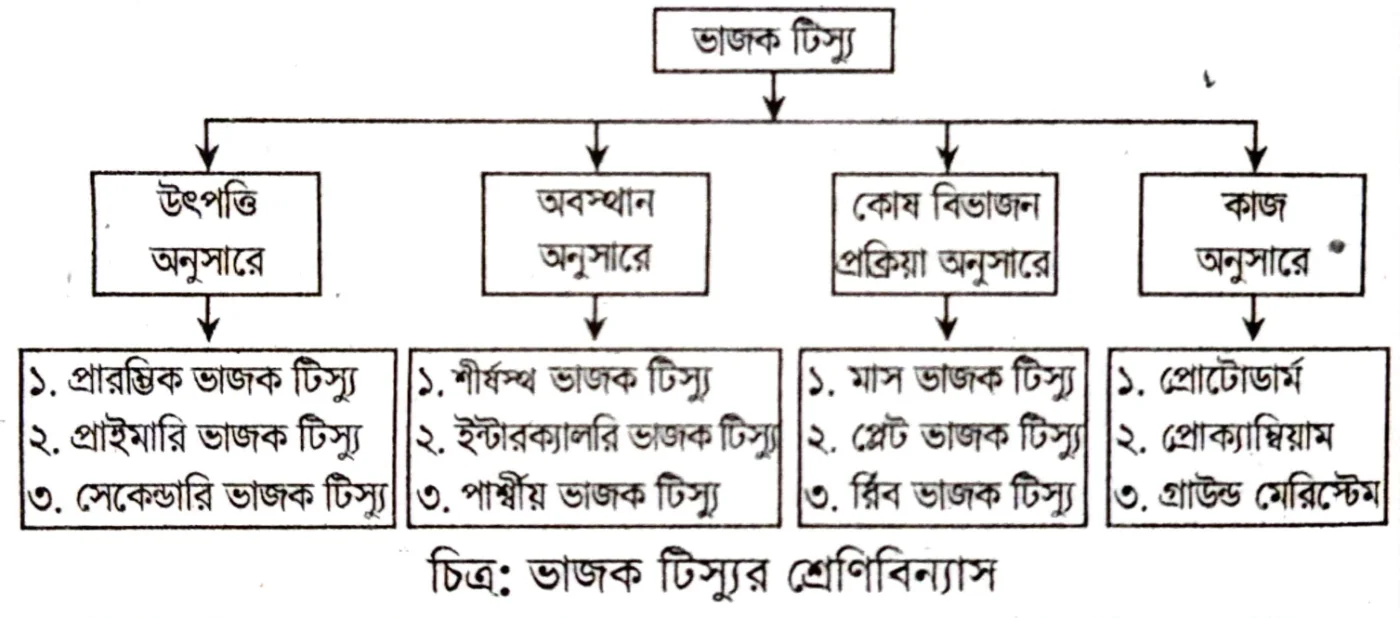 ভাজক টিস্যু
উৎপত্তি
অনুসারে
অবস্থান
অনুসারে
কোষ বিভাজন
প্রক্রিয়া অনুসারে
কাজ
অনুসারে
১. প্রারম্ভিক ভাজক টিস্যু
২. প্রাইমারি ভাজক টিস্যু
৩. সেকেন্ডারি ভাজক টিস্যু
১. শীর্ষস্থ ভাজক টিস্যু
২. ইন্টারক্যালরি ভাজক টিস্যু
৩. পার্শ্বীয় ভাজক টিস্যু
১. মাস ভাজক টিস্যু
২. প্লেট ভাজক টিস্যু
৩. রিব ভাজক টিস্যু
১. প্রোটোডার্ম
২. প্রোক্যাম্বিয়াম
৩. গ্রাউন্ড মেরিস্টেম
চিত্র: ভাজক টিস্যুর শ্রেণিবিন্যাস